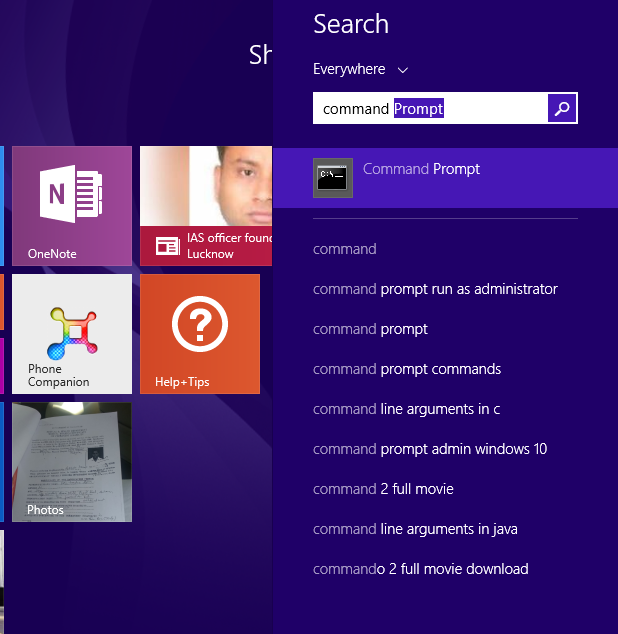 Search
Everywhere
command Prompt
Command Prompt
command
command prompt run as administrator
command prompt
command prompt commands
command line arguments in c
command prompt admin windows 10
command 2 full movie
command line arguments in java
commando 2 full movie download
Sh
N
OneNote
IAS officer foun
Lucknow
Phone
Companion
?
Help+Tips
Photos
C:\_